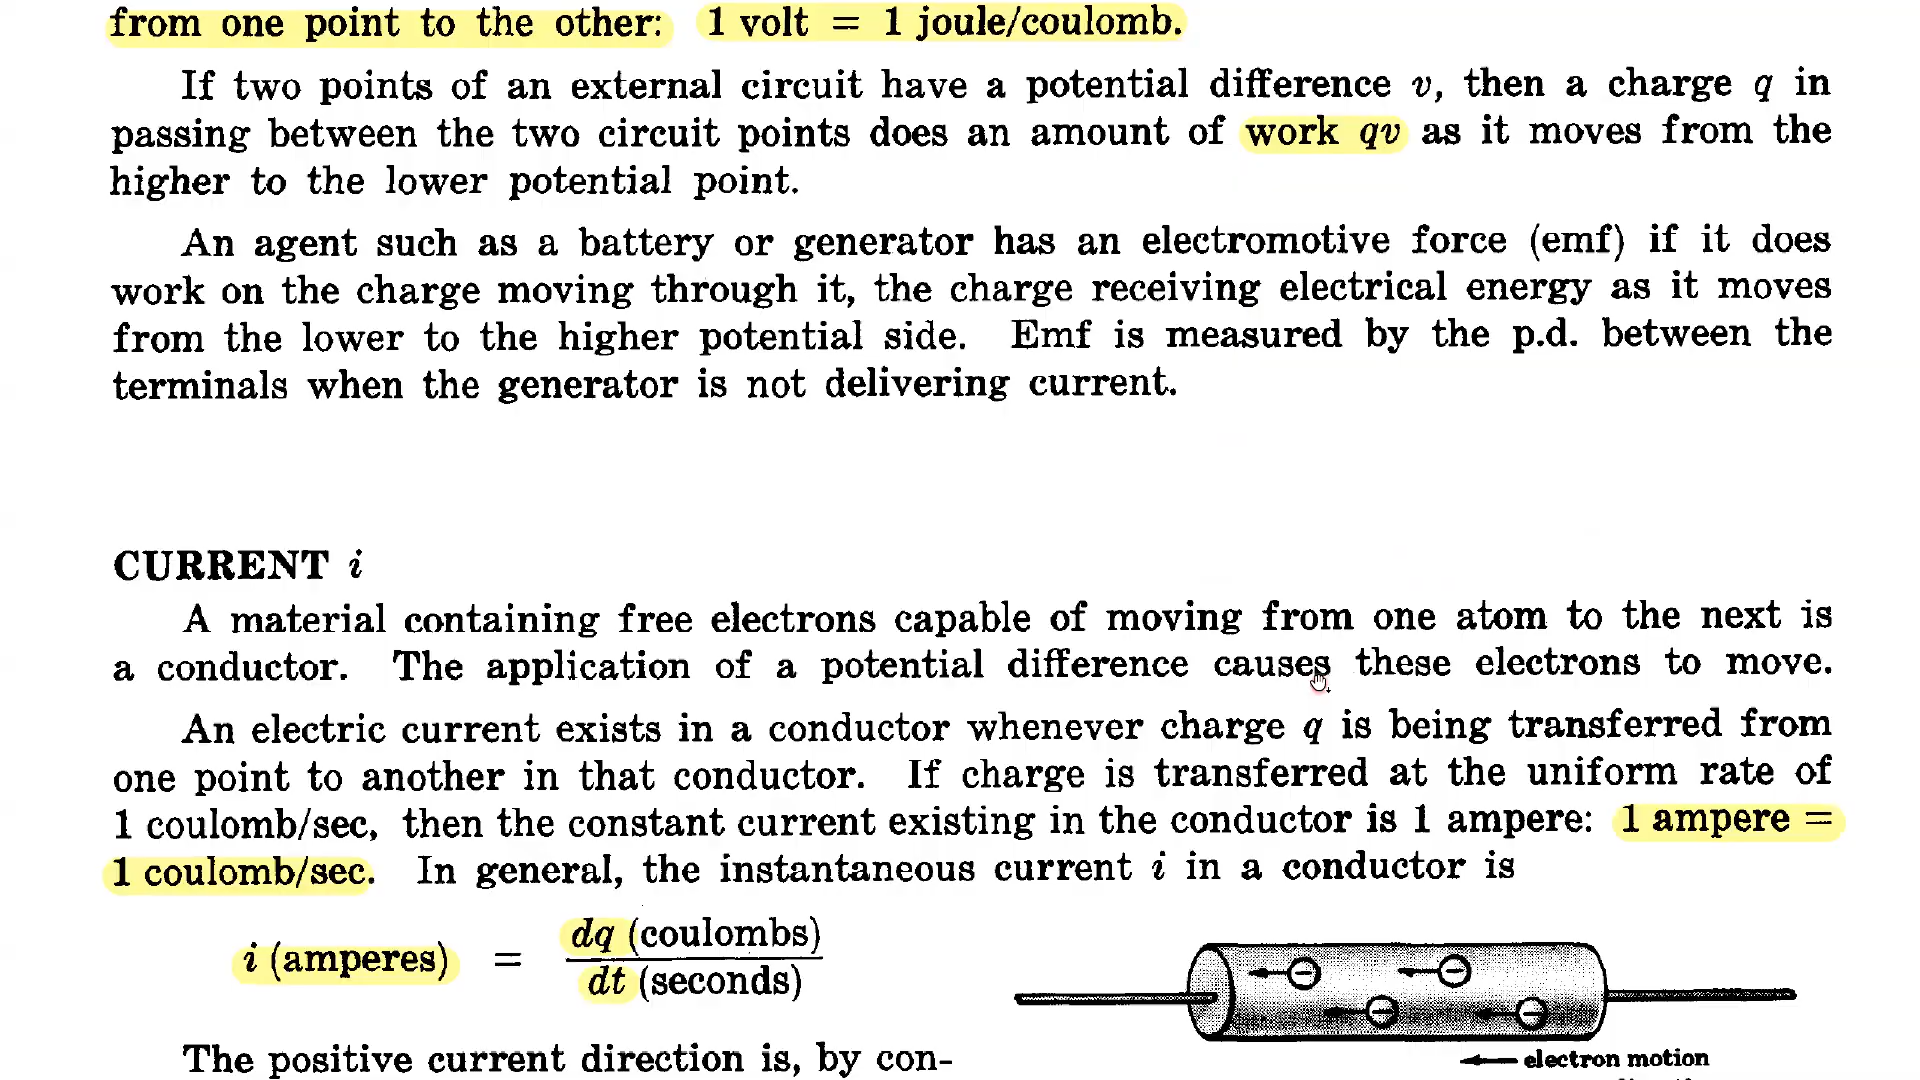 from one point to the other: 1 volt = 1 joule/coulomb.
If two points of an external circuit have a potential difference v, then a charge q in
passing between the two circuit points does an amount of work qv as it moves from the
higher to the lower potential point.
An agent such as a battery or generator has an electromotive force (emf) if it does
work on the charge moving through it, the charge receiving electrical energy as it moves
from the lower to the higher potential side. Emf is measured by the p.d. between the
terminals when the generator is not delivering current.
CURRENT i
A material containing free electrons capable of moving from one atom to the next is
a conductor. The application of a potential difference causes these electrons to move.
An electric current exists in a conductor whenever charge q is being transferred from
one point to another in that conductor. If charge is transferred at the uniform rate of
1 coulomb/sec, then the constant current existing in the conductor is 1 ampere: 1 ampere =
1 coulomb/sec. In general, the instantaneous current i in a conductor is
i (amperes) = dq (coulombs)
dt (seconds)
The positive current direction is, by con-
electron motion